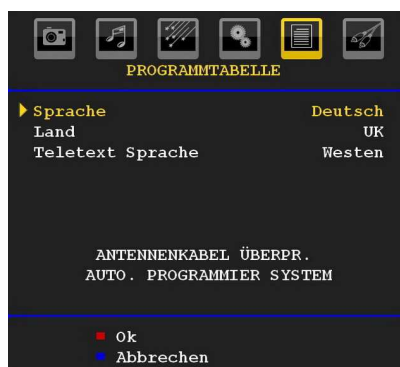 PROGRAMMTABELLE
Sprache Deutsch
Land UK
Teletext Sprache Westen
ANTENNENKABEL ÜBERPR.
AUTO. PROGRAMMIER SYSTEM
Ok
Abbrechen